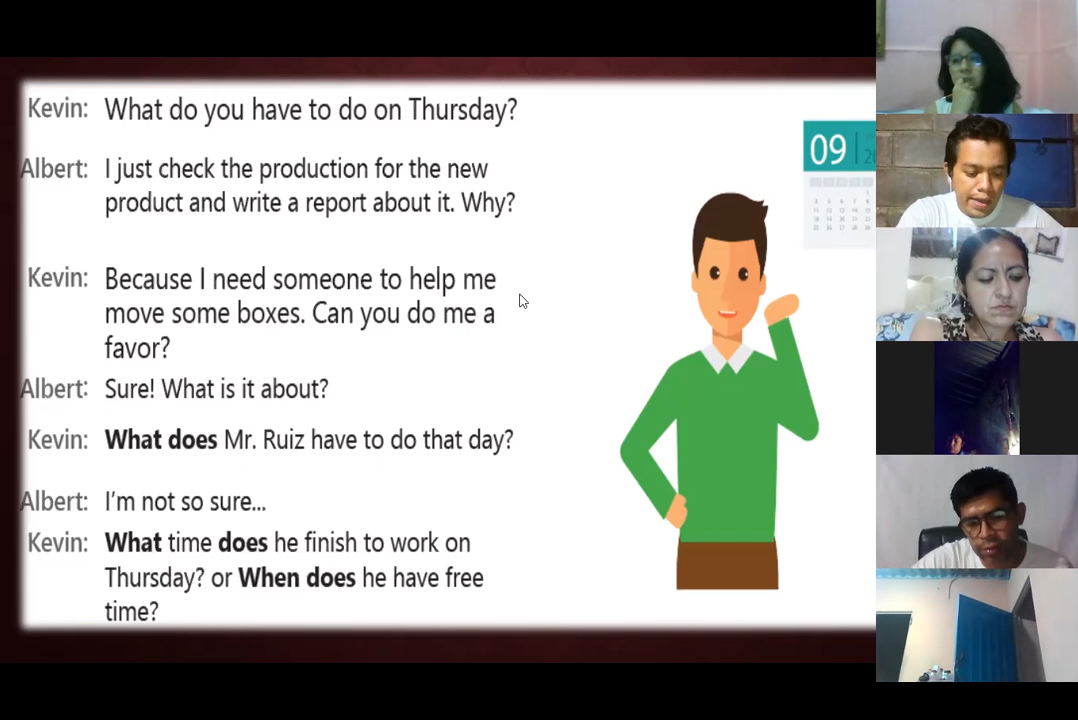 Kevin: What do you have to do on Thursday?
Albert: I just check the production for the new
product and write a report about it. Why?
09
Kevin: Because I need someone to help me
move some boxes. Can you do me a
favor?
Albert: Sure! What is it about?
Kevin: What does Mr. Ruiz have to do that day?
Albert: I'm not so sure...
Kevin: What time does he finish to work on
Thursday? or When does he have free
time?